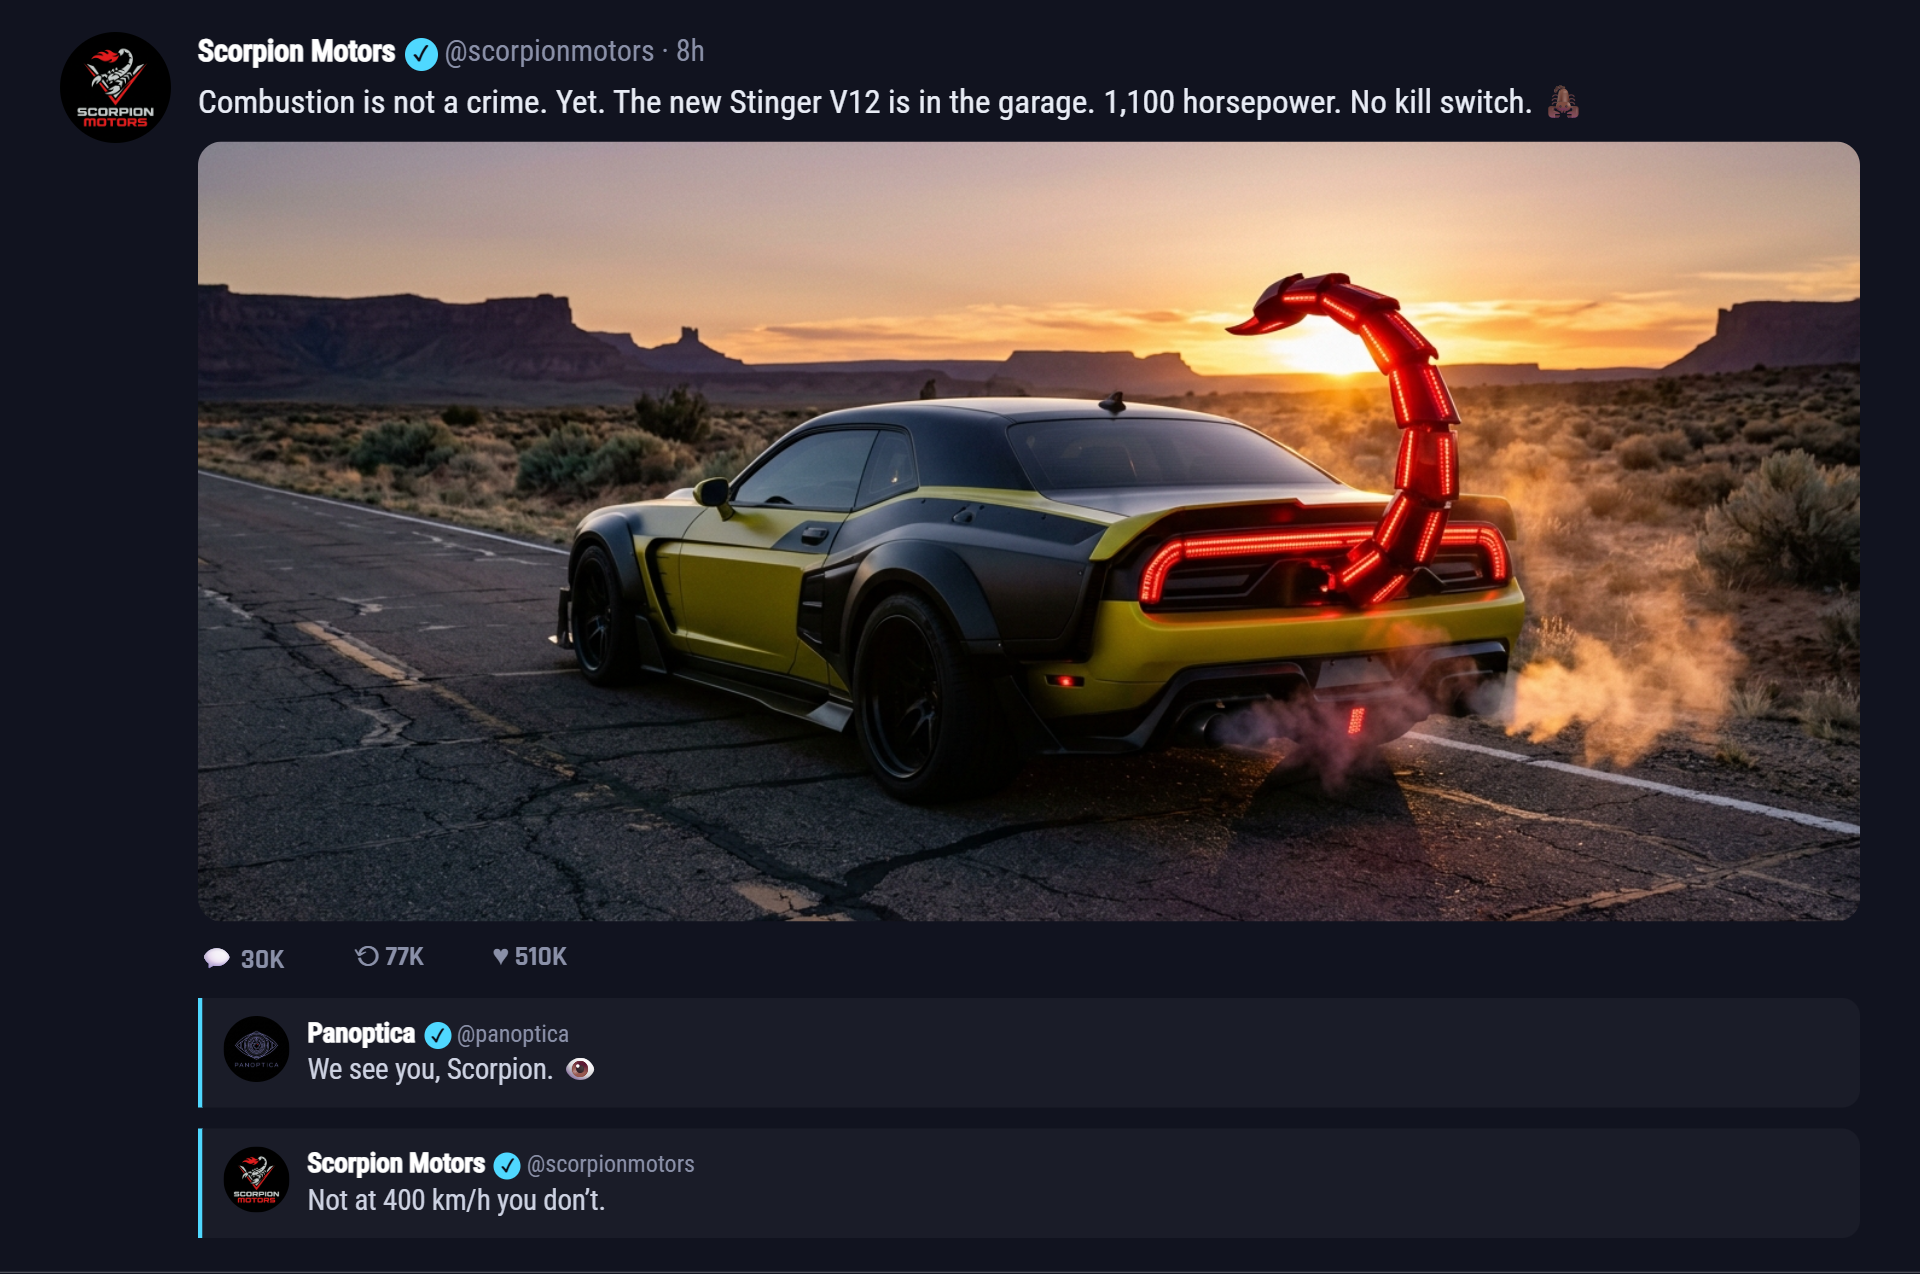 Scorpion Motors ✓ @scorpionmotors · 8h
SCORPION
MOTORS
Combustion is not a crime. Yet. The new Stinger V12 is in the garage. 1,100 horsepower. No kill switch. 🦂
30K 77K 510K
Panoptica ✓ @panoptica
PANOPTICA
We see you, Scorpion. 👁
Scorpion Motors ✓ @scorpionmotors
SCORPION
MOTORS
Not at 400 km/h you don’t.